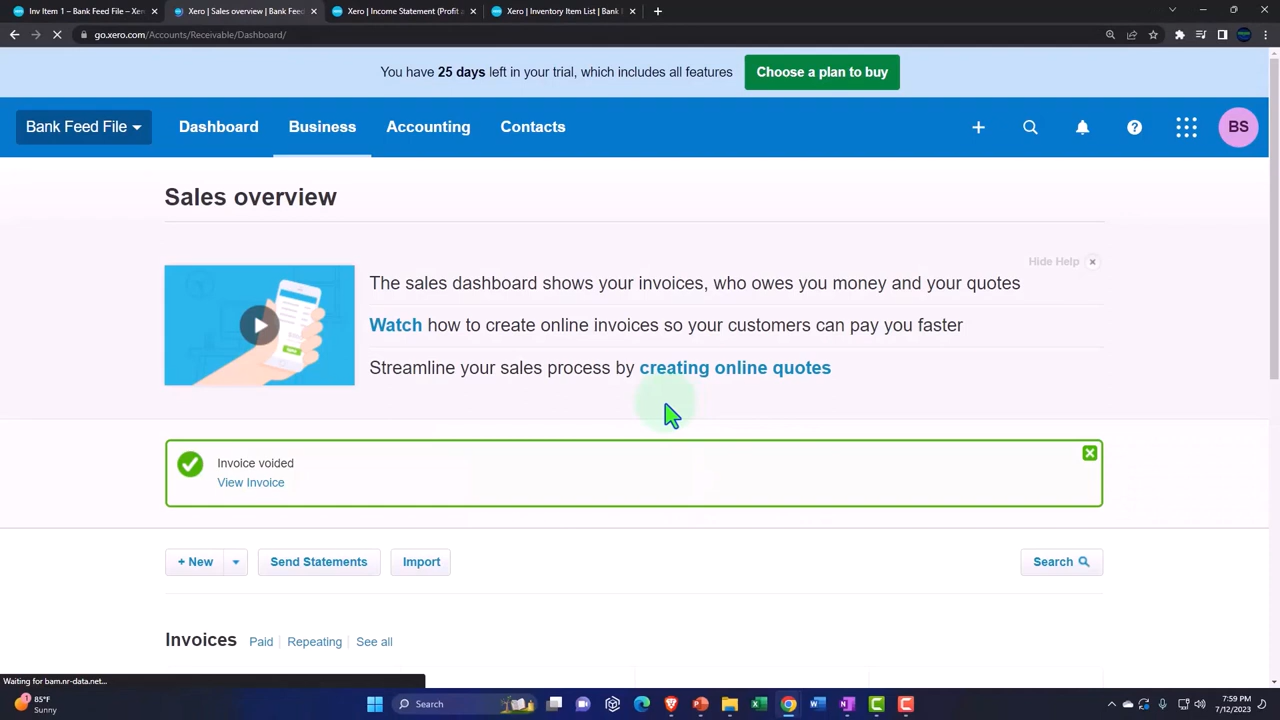 Inv Item 1 - Bank Feed File - Xe
Xero | Sales overview | Bank Feed
Xero | Income Statement (Profit a
Xero | Inventory Item List | Bank F
go.xero.com/Accounts/Receivable/Dashboard/
You have 25 days left in your trial, which includes all features
Choose a plan to buy
Bank Feed File
Dashboard
Business
Accounting
Contacts
BS
Sales overview
Hide Help
The sales dashboard shows your invoices, who owes you money and your quotes
Watch how to create online invoices so your customers can pay you faster
Streamline your sales process by creating online quotes
Invoice voided
View Invoice
+ New
Send Statements
Import
Search
Invoices
Paid
Repeating
See all
Waiting for bam.nr-data.net...
85°F
Sunny
Search
7:59 PM
7/12/2023